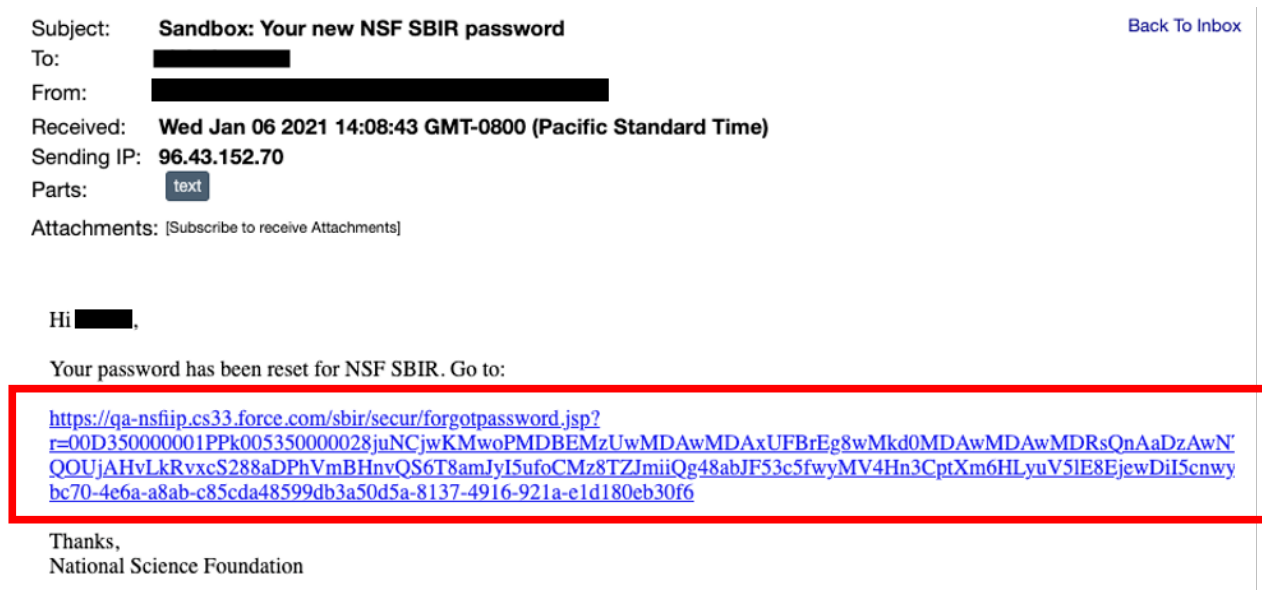 Subject: Sandbox: Your new NSF SBIR password
Back To Inbox
To:
From:
Received: Wed Jan 06 2021 14:08:43 GMT-0800 (Pacific Standard Time)
Sending IP: 96.43.152.70
Parts: text
Attachments: [Subscribe to receive Attachments]
Hi ,
Your password has been reset for NSF SBIR. Go to:
https://qa-nsfiip.cs33.force.com/sbir/secur/forgotpassword.jsp?
r=00D350000001PPk005350000028juNCjwKMwoPMDBEMzUwMDAwMDAxUFBrEg8wMkd0MDAwMDAwMDRsQnAaDzAwN
QOUjAHvLkRvxcS288aDPhVmBHnvQS6T8amJyI5ufoCMz8TZJmiiQg48abJF53c5fwyMV4Hn3CptXm6HLyuV5lE8EjewDiI5cnwy
bc70-4e6a-a8ab-c85cda48599db3a50d5a-8137-4916-921a-e1d180eb30f6
Thanks,
National Science Foundation